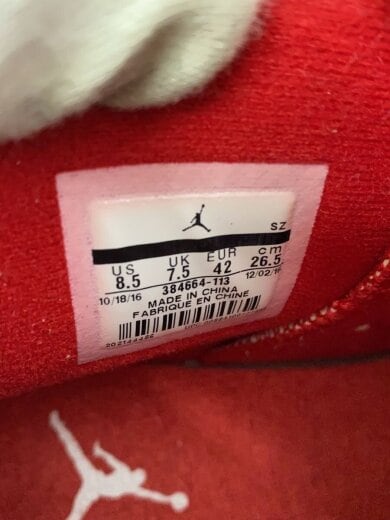 SZ
US UK EUR cm
8.5 7.5 42 26.5
10/18/16 384664-113 12/02/16
MADE IN CHINA
FABRIQUE EN CHINE